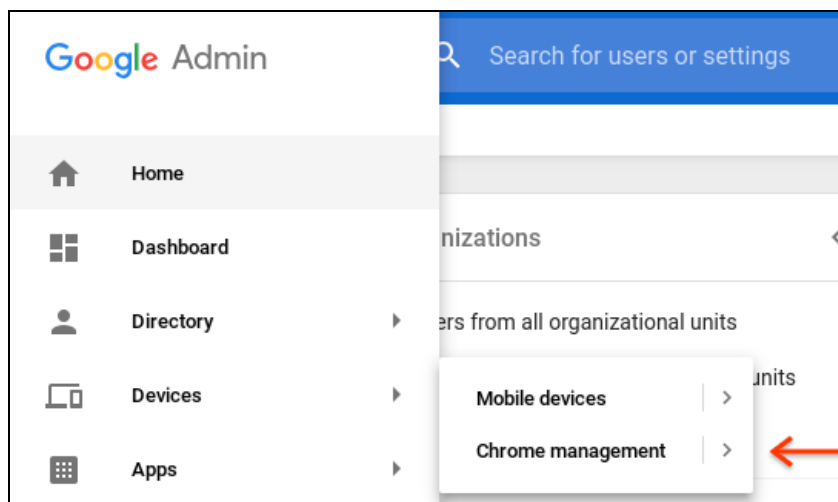 Google Admin
Search for users or settings
Home
Dashboard
nizations
Directory
ers from all organizational units
Devices
Mobile devices
units
Chrome management
Apps